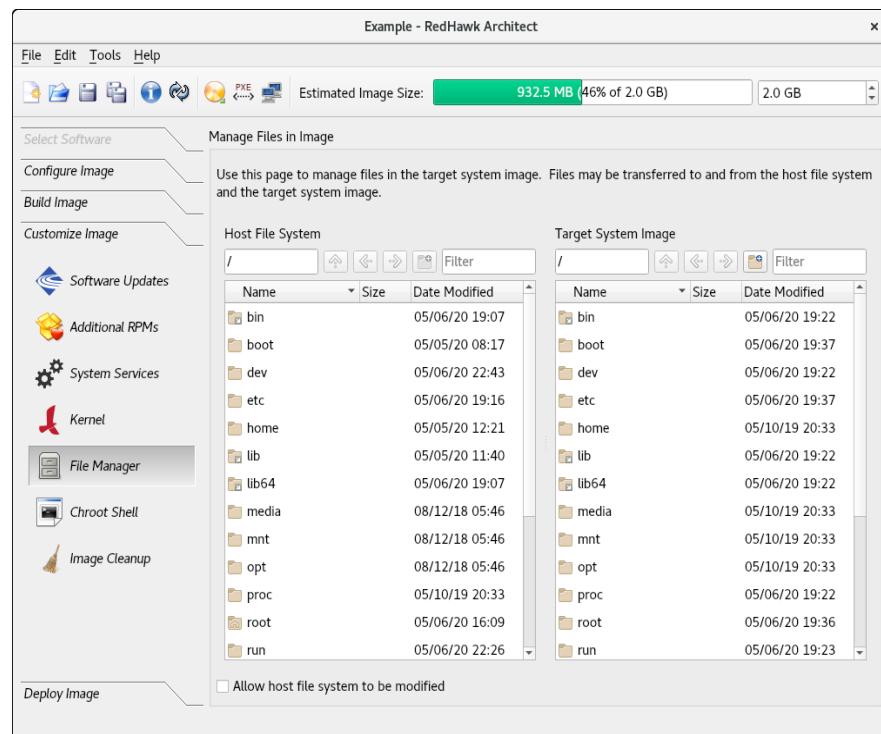 Example - RedHawk Architect ×
File Edit Tools Help
PXE Estimated Image Size: 932.5 MB (46% of 2.0 GB) 2.0 GB
Select Software
Configure Image
Build Image
Customize Image
Software Updates
Additional RPMs
System Services
Kernel
File Manager
Chroot Shell
Image Cleanup
Deploy Image
Manage Files in Image
Use this page to manage files in the target system image. Files may be transferred to and from the host file system
and the target system image.
Host File System
/ Filter
Name Size Date Modified
bin 05/06/20 19:07
boot 05/05/20 08:17
dev 05/06/20 22:43
etc 05/06/20 19:16
home 05/05/20 12:21
lib 05/05/20 11:40
lib64 05/06/20 19:07
media 08/12/18 05:46
mnt 08/12/18 05:46
opt 08/12/18 05:46
proc 05/10/19 20:33
root 05/06/20 16:09
run 05/06/20 22:26
Target System Image
/ Filter
Name Size Date Modified
bin 05/06/20 19:22
boot 05/06/20 19:37
dev 05/06/20 19:22
etc 05/06/20 19:37
home 05/10/19 20:33
lib 05/06/20 19:22
lib64 05/06/20 19:22
media 05/10/19 20:33
mnt 05/10/19 20:33
opt 05/10/19 20:33
proc 05/06/20 19:22
root 05/06/20 19:36
run 05/06/20 19:23
Allow host file system to be modified